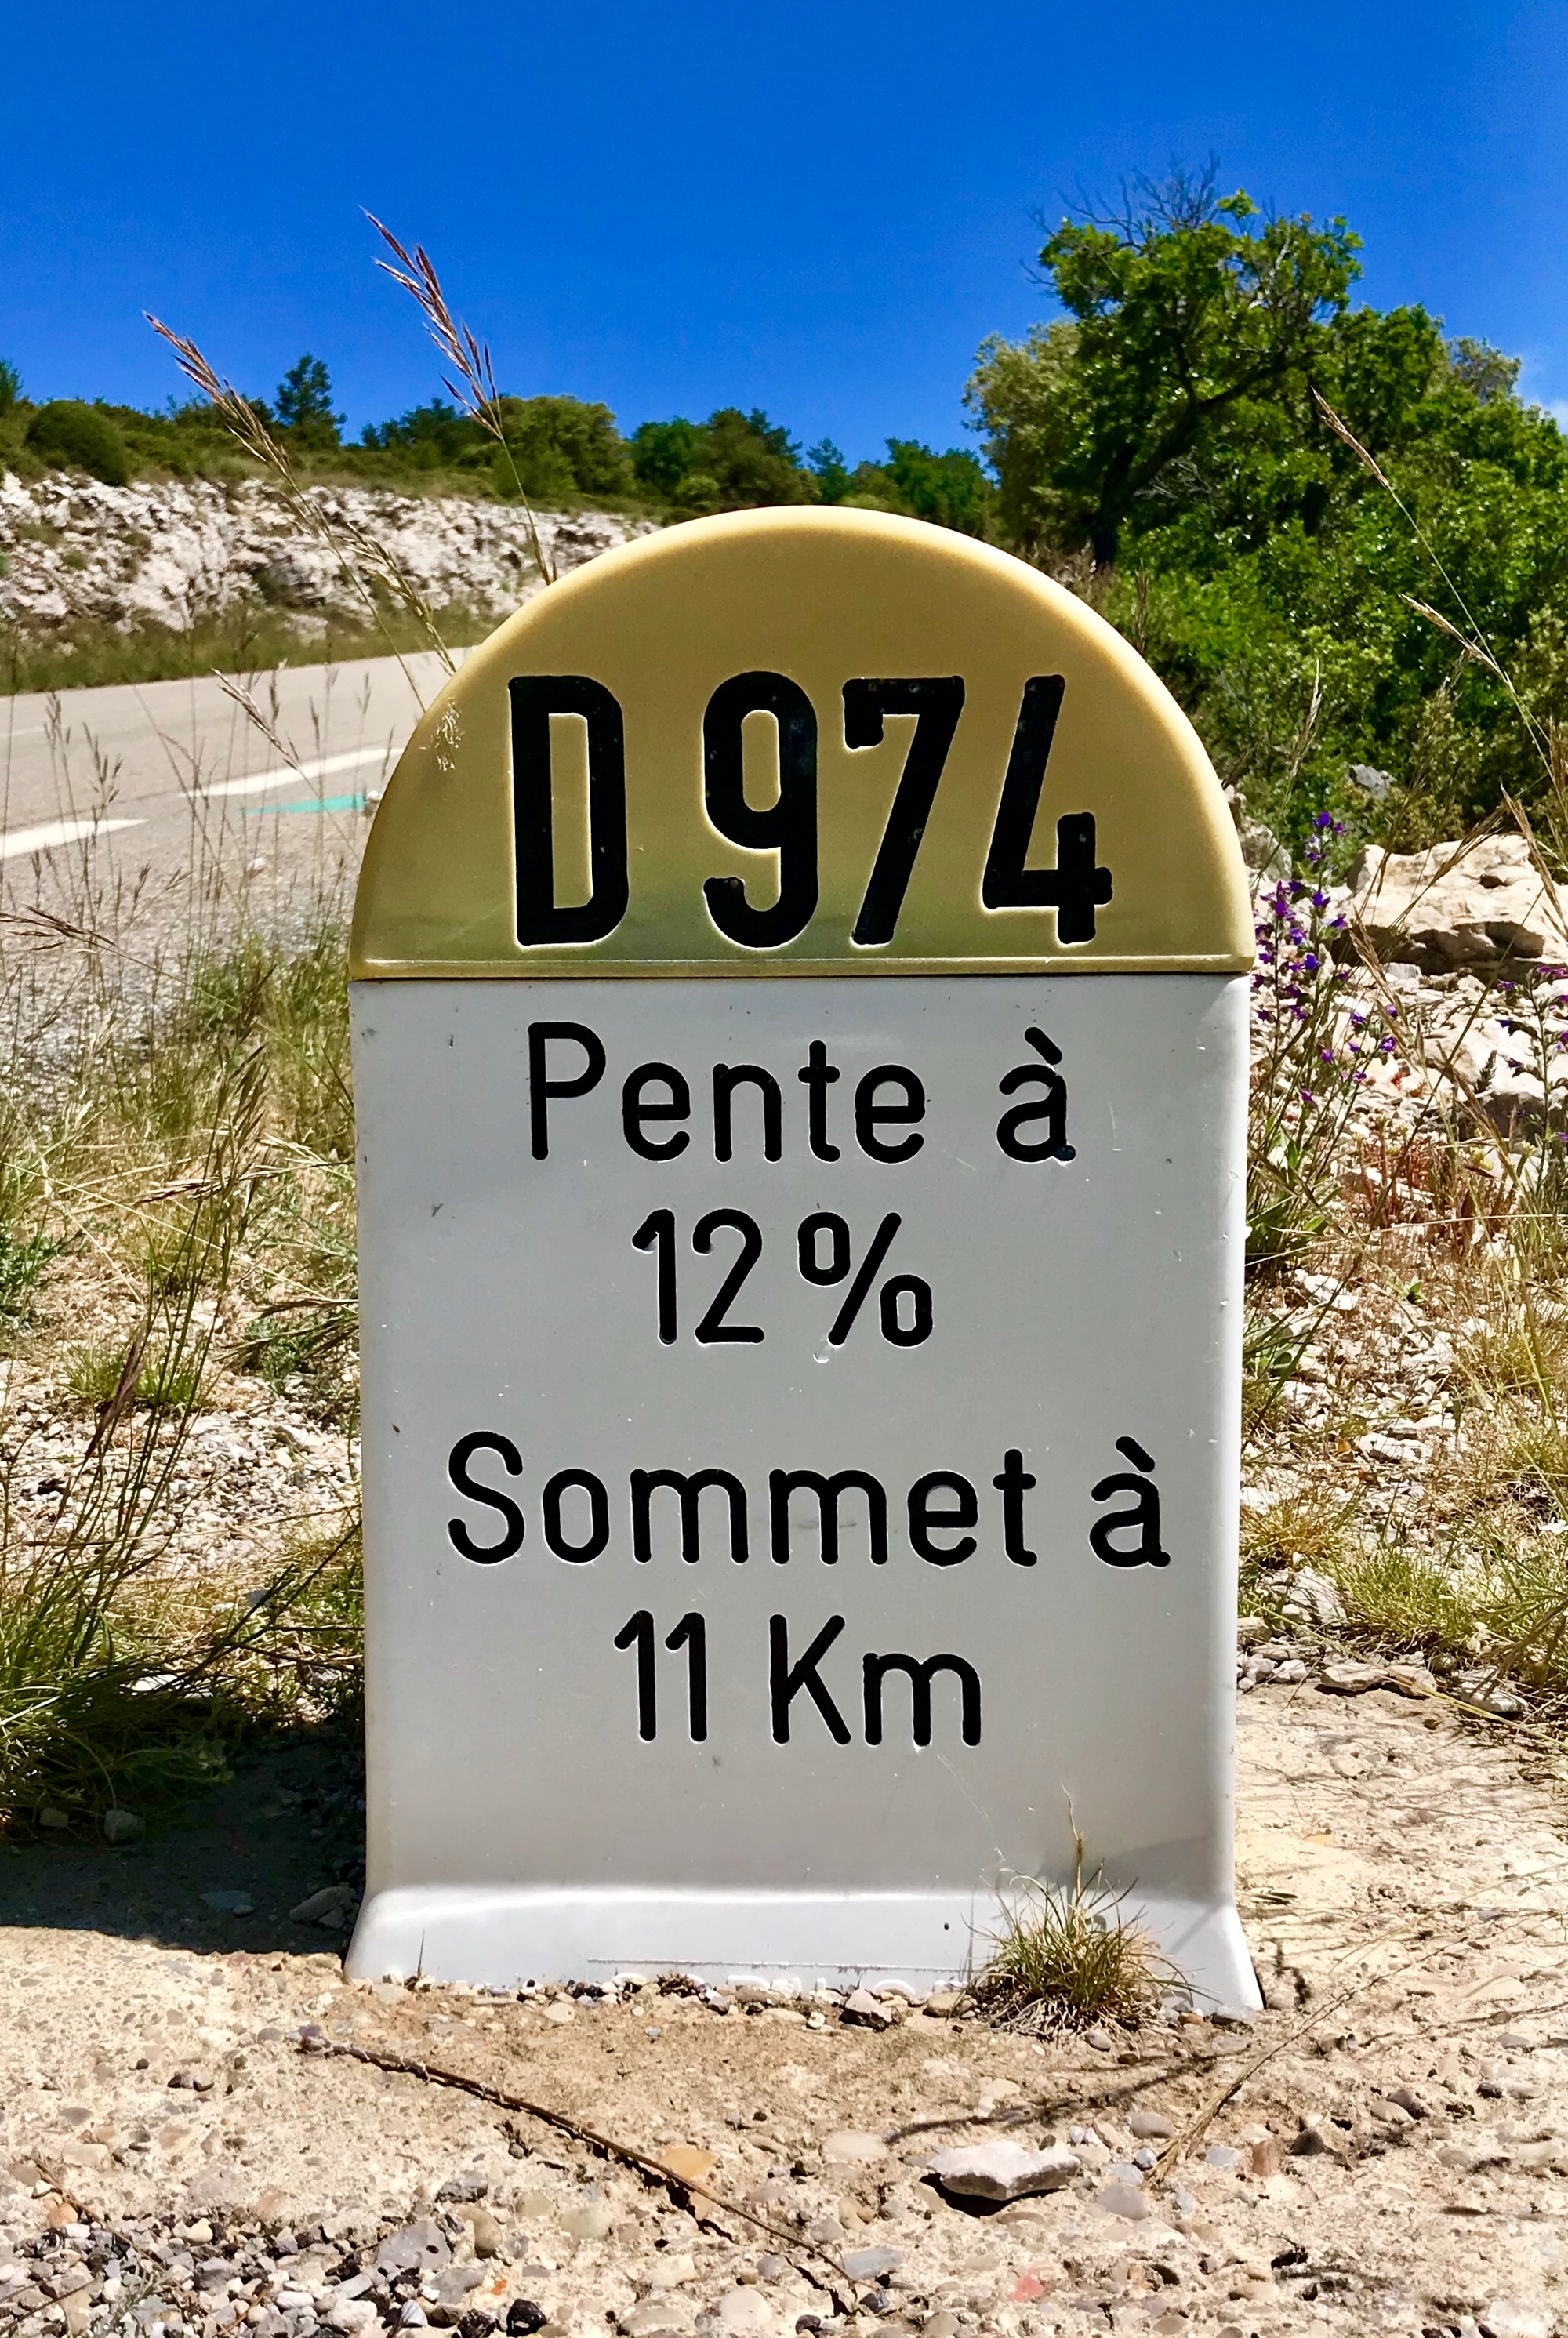 D 974
Pente à
12 %
Sommet à
11 Km